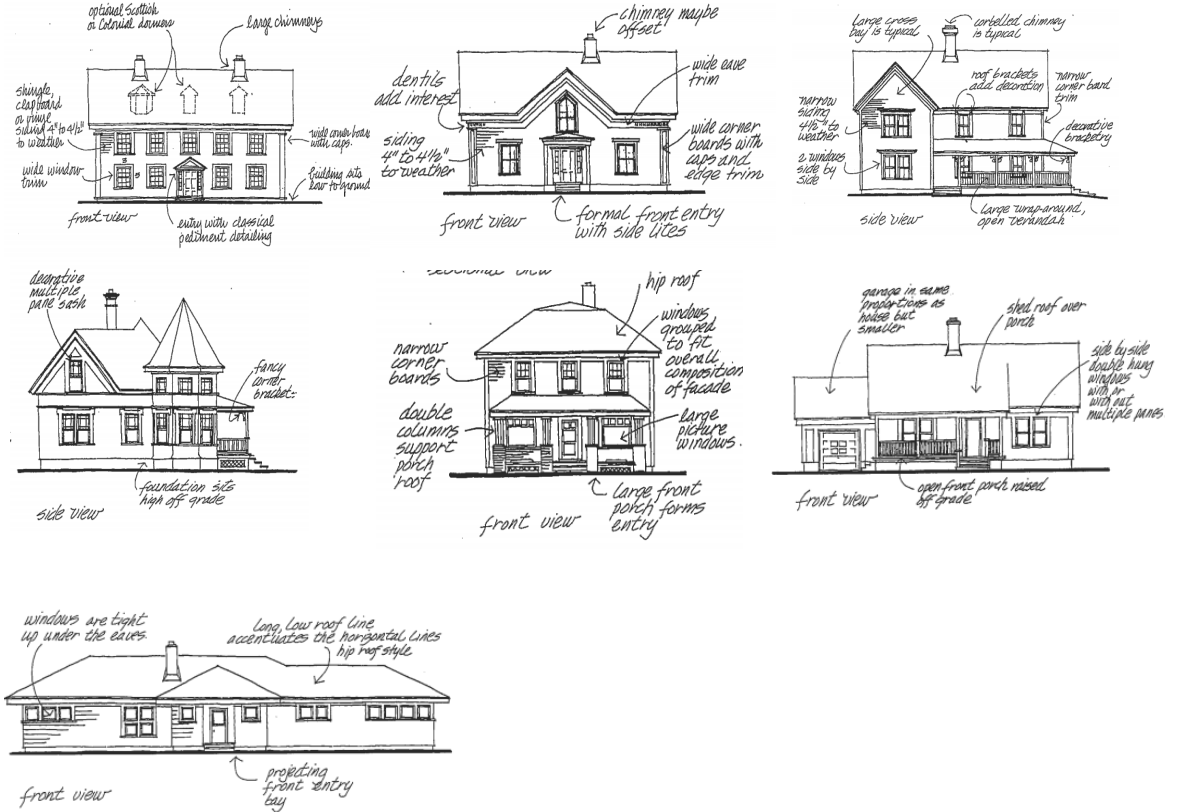 optional Scottish
or Colonial dormers
large chimneys
shingle,
clapboard
or vinyl
siding 4" to 4½"
to weather
wide corner boards
with caps.
wide window
trim
building sits
low to ground
front view
entry with classical
pediment detailing
chimney maybe
offset
dentils
add interest
wide eave
trim
siding
4" to 4½"
to weather
wide corner
boards with
caps and
edge trim
front view
formal front entry
with side lites
large cross
bay is typical
corbelled chimney
is typical
roof brackets
add decoration
narrow
corner board
trim
narrow
siding
4½" to
weather
decorative
bracketry
2 windows
side by
side
large wrap-around,
open verandah
side view
decorative
multiple
pane sash
fancy
corner
brackets
foundation sits
high off grade
side view
sectional view
hip roof
windows
grouped
to fit
overall
composition
of facade
narrow
corner
boards
double
columns
support
porch
roof
large
picture
windows.
large front
porch forms
entry
front view
garage in same
proportions as
house but
smaller
shed roof over
porch
side by side
double hung
windows
with or
with out
multiple panes
open front porch raised
off grade
front view
windows are tight
up under the eaves.
long, low roof line
accentuates the horizontal lines
hip roof style
projecting
front entry
bay
front view